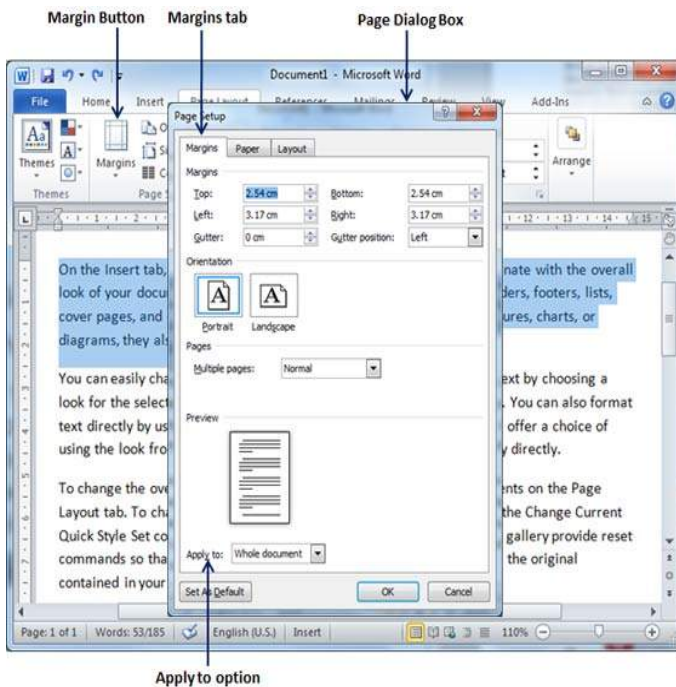 Margin Button Margins tab Page Dialog Box
Document1 - Microsoft Word
File Home Insert Page Layout References Mailings Review View Add-Ins
Page Setup
Aa
Themes
A
Margins
Arrange
Themes
Margins Paper Layout
Margins
Top: 2.54 cm Bottom: 2.54 cm
Left: 3.17 cm Right: 3.17 cm
Gutter: 0 cm Gutter position: Left
Orientation
A A
Portrait Landscape
Pages
Multiple pages: Normal
Preview
Apply to: Whole document
Set As Default OK Cancel
On the Insert tab, nate with the overall
look of your docu ders, footers, lists,
cover pages, and ures, charts, or
diagrams, they als
You can easily cha ext by choosing a
look for the select . You can also format
text directly by us offer a choice of
using the look fro y directly.
To change the ove nts on the Page
Layout tab. To cha the Change Current
Quick Style Set co gallery provide reset
commands so tha the original
contained in your
Page: 1 of 1 Words: 53/185 English (U.S.) Insert 110%
Apply to option